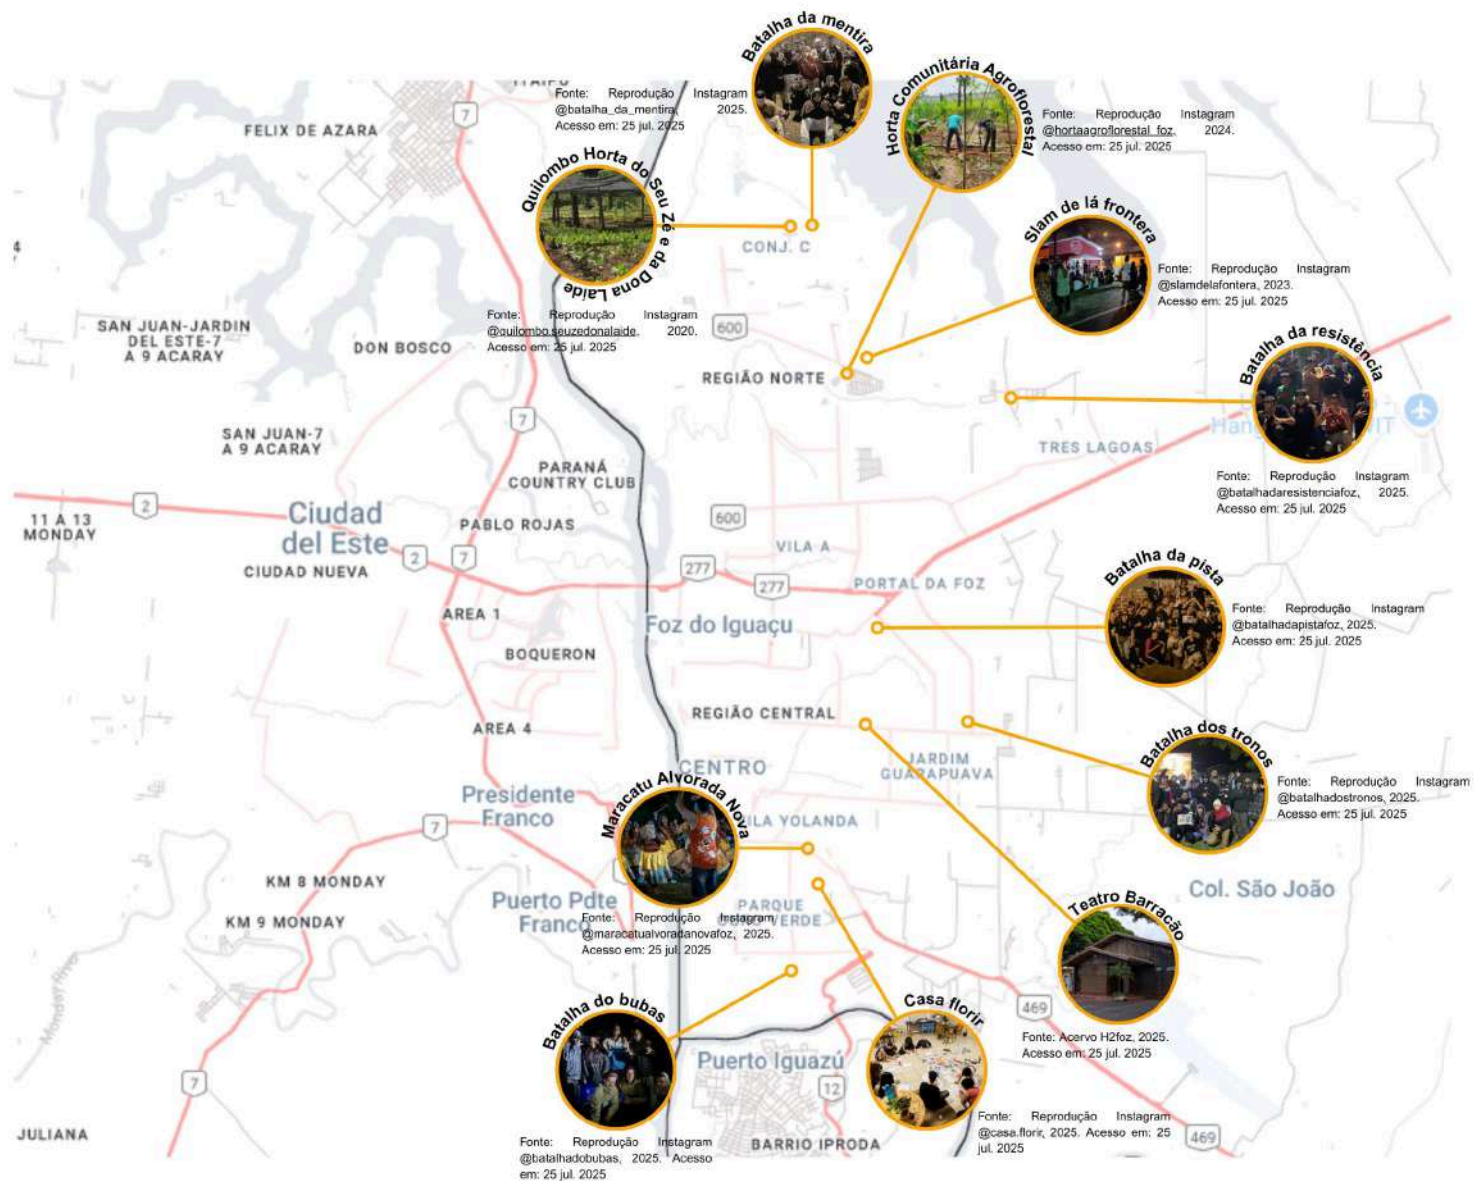 Batalha da mentira
Fonte: Reprodução Instagram
@batalha_da_mentira, 2025.
Acesso em: 25 jul. 2025
Horta Comunitária Agroflorestal
Fonte: Reprodução Instagram
@hortaagroflorestal_foz, 2024.
Acesso em: 25 jul. 2025
7
FELIX DE AZARA
Quilombo Horta do Seu Zé e da Dona Laide
Fonte: Reprodução Instagram
@quilombo.seuzedonalaide, 2020.
Acesso em: 25 jul. 2025
CONJ. C
Slam de lá frontera
Fonte: Reprodução Instagram
@slamdelafontera, 2023.
Acesso em: 25 jul. 2025
SAN JUAN-JARDIN
DEL ESTE-7
A 9 ACARAY
DON BOSCO
600
REGIÃO NORTE
Batalha da resistência
Fonte: Reprodução Instagram
@batalhadaresistenciafoz, 2025.
Acesso em: 25 jul. 2025
7
SAN JUAN-7
A 9 ACARAY
TRES LAGOAS
PARANÁ
COUNTRY CLUB
2
11 A 13
MONDAY
Ciudad
del Este
PABLO ROJAS
600
2
7
CIUDAD NUEVA
VILA A
277
277
PORTAL DA FOZ
Batalha da pista
Fonte: Reprodução Instagram
@batalhadapistafoz, 2025.
Acesso em: 25 jul. 2025
AREA 1
Foz do Iguaçu
BOQUERON
REGIÃO CENTRAL
AREA 4
Batalha dos tronos
Fonte: Reprodução Instagram
@batalhadostronos, 2025.
Acesso em: 25 jul. 2025
CENTRO
JARDIM
GUARAPUAVA
Presidente
Franco
Maracatu Alvorada Nova
YOLANDA
7
KM 8 MONDAY
Puerto Pdte
Franco
KM 9 MONDAY
PARQUE
VERDE
Fonte: Reprodução Instagram
@maracatualvoradanovafoz, 2025.
Acesso em: 25 jul. 2025
Col. São João
Teatro Barracão
Fonte: Acervo H2foz, 2025.
Acesso em: 25 jul. 2025
Monday River
Batalha do bubas
Fonte: Reprodução Instagram
@batalhadobubas, 2025. Acesso
em: 25 jul. 2025
Casa florir
Fonte: Reprodução Instagram
@casa.florir, 2025. Acesso em: 25
jul. 2025
469
Puerto Iguazú
7
12
JULIANA
BARRIO IPRODA
469